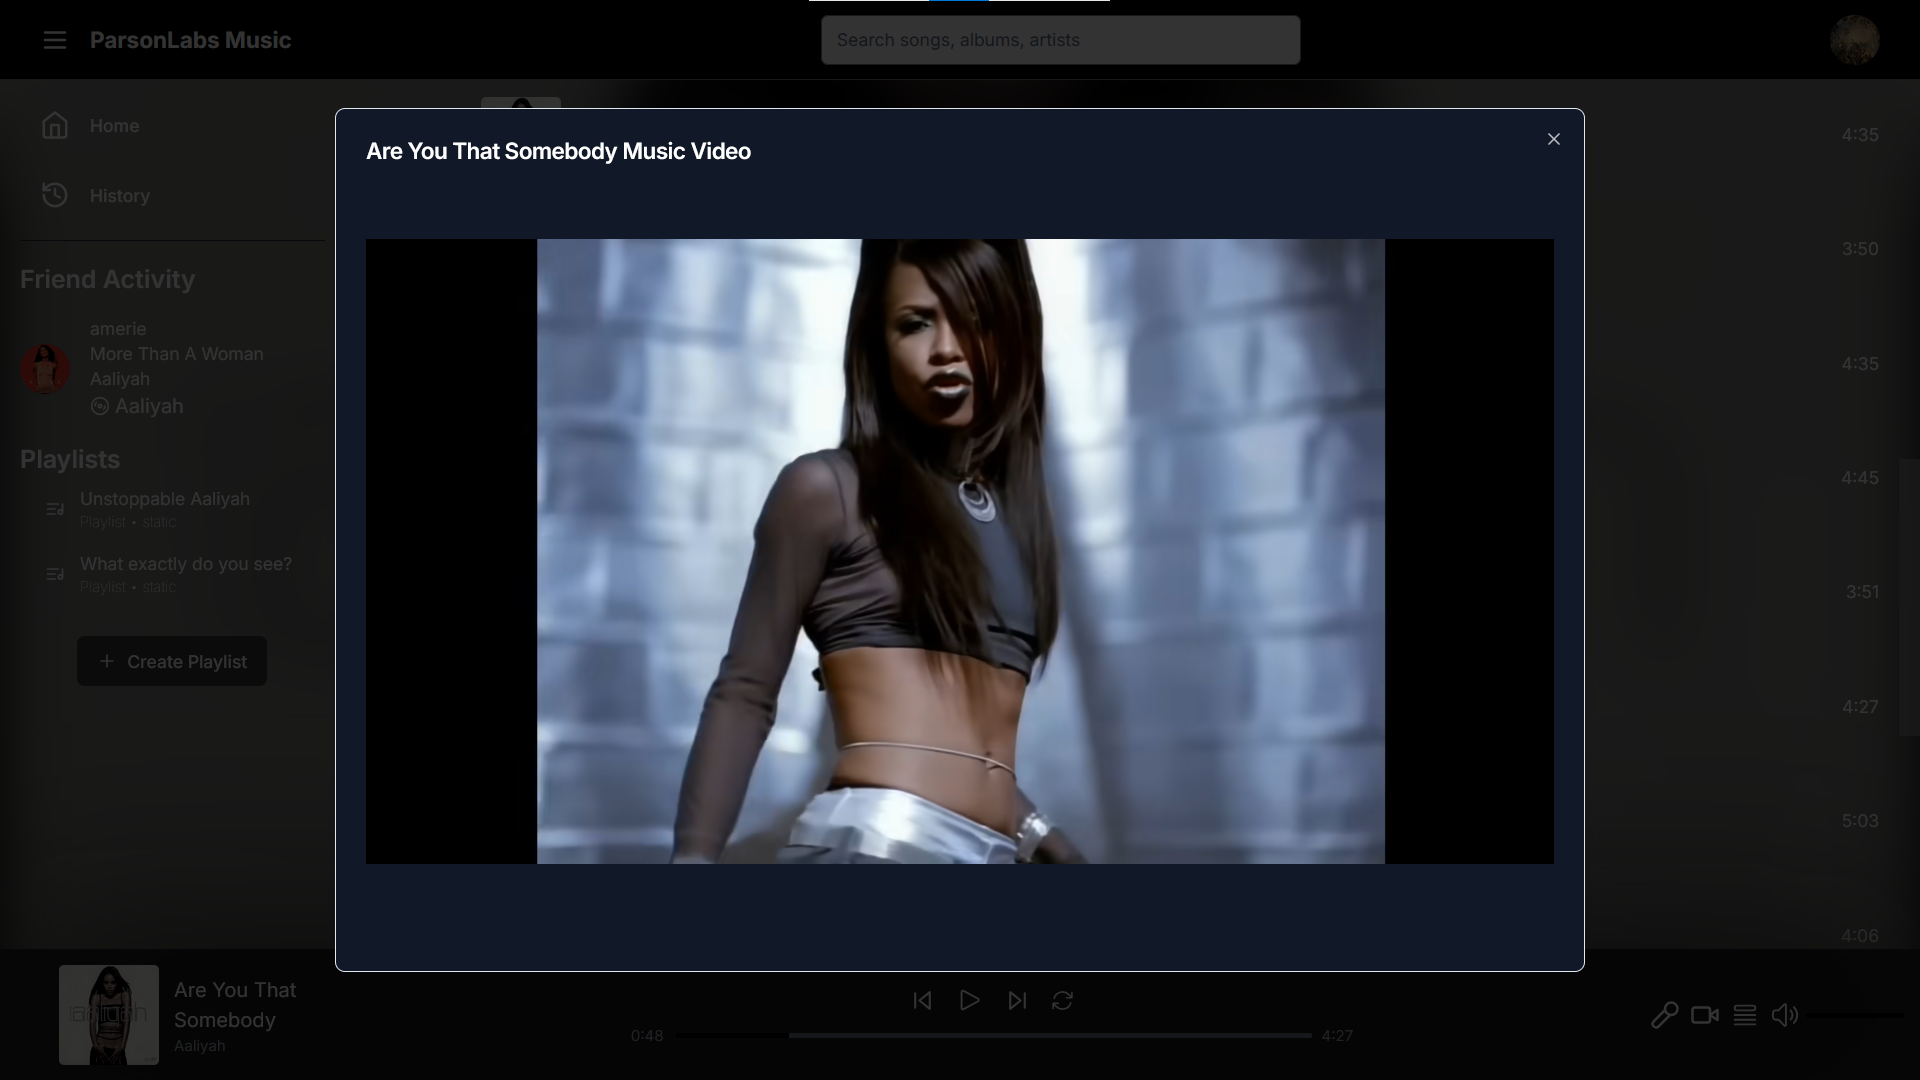 ParsonLabs Music
Search songs, albums, artists
Home
History
Friend Activity
amerie
More Than A Woman
Aaliyah
Aaliyah
Playlists
Unstoppable Aaliyah
Playlist • static
What exactly do you see?
Playlist • static
Create Playlist
Are You That Somebody Music Video
4:35
3:50
4:35
4:45
3:51
4:27
5:03
4:06
Are You That
Somebody
Aaliyah
0:48
4:27